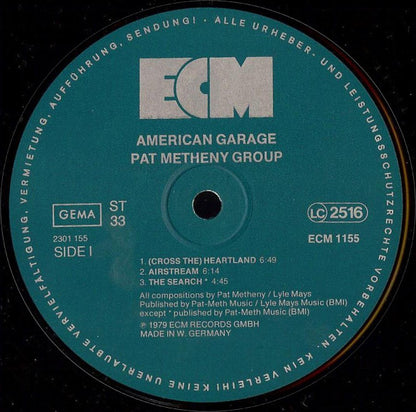 ECM
AMERICAN GARAGE
PAT METHENY GROUP
GEMA
ST
33
2301 155
SIDE I
LC 2516
ECM 1155
1. (CROSS THE) HEARTLAND 6:49
2. AIRSTREAM 6:14
3. THE SEARCH * 4:45
All compositions by Pat Metheny / Lyle Mays
Published by Pat-Meth Music / Lyle Mays Music (BMI)
except * published by Pat-Meth Music (BMI)
℗ 1979 ECM RECORDS GMBH
MADE IN W. GERMANY
ALLE URHEBER- UND LEISTUNGSSCHUTZRECHTE VORBEHALTEN. KEIN VERLEIH! KEINE UNERLAUBTE VERVIELFÄLTIGUNG, VERMIETUNG, AUFFÜHRUNG, SENDUNG! ·